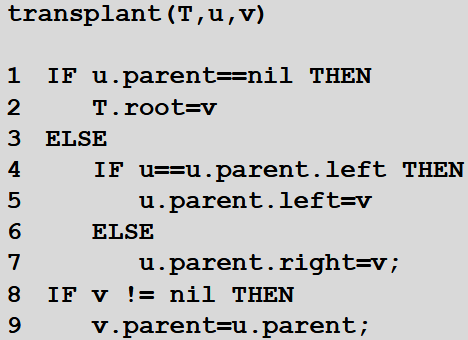 transplant(T,u,v)
1 IF u.parent==nil THEN
2 T.root=v
3 ELSE
4 IF u==u.parent.left THEN
5 u.parent.left=v
6 ELSE
7 u.parent.right=v;
8 IF v != nil THEN
9 v.parent=u.parent;